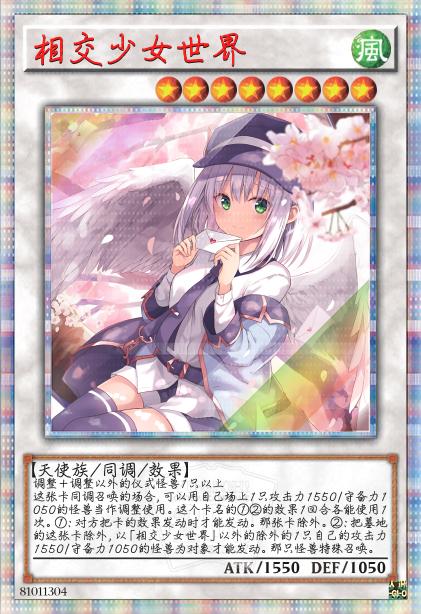 相交少女世界
風
【天使族/同调/效果】
调整＋调整以外的仪式怪兽1只以上
这张卡同调召唤的场合，可以用自己场上1只攻击力1550/守备力1
050的怪兽当作调整使用。这个卡名的①②的效果1回合各能使用1
次。①：对方把卡的效果发动时才能发动。那张卡除外。②：把墓地
的这张卡除外，以「相交少女世界」以外的除外的1只自己的攻击力
1550/守备力1050的怪兽为对象才能发动。那只怪兽特殊召唤。
ATK/1550 DEF/1050
81011304